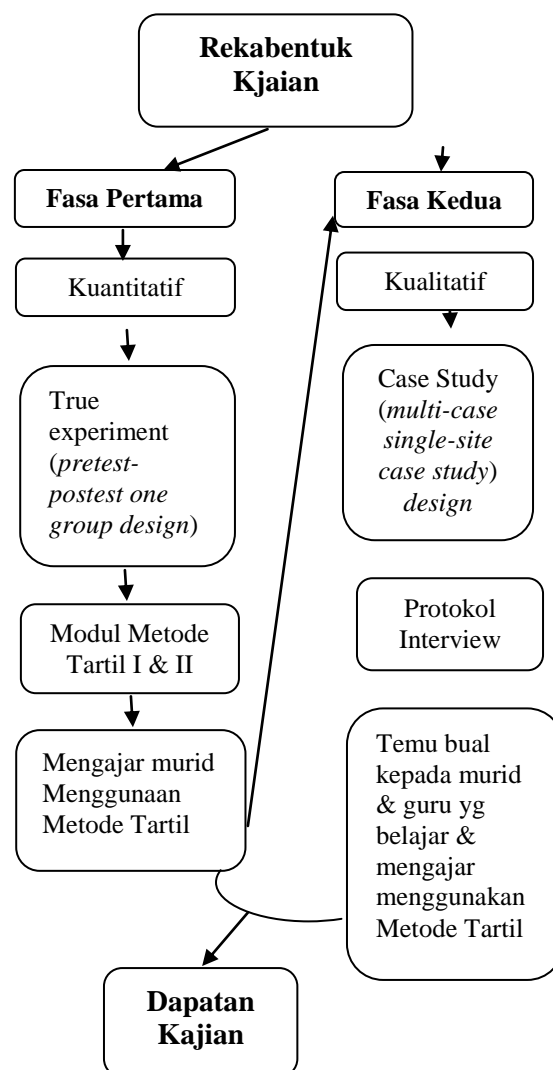 Rekabentuk
Kjaian
Fasa Pertama
Kuantitatif
True
experiment
(pretest-
postest one
group design)
Modul Metode
Tartil I & II
Mengajar murid
Menggunaan
Metode Tartil
Fasa Kedua
Kualitatif
Case Study
(multi-case
single-site
case study)
design
Protokol
Interview
Temu bual
kepada murid
& guru yg
belajar &
mengajar
menggunakan
Metode Tartil
Dapatan
Kajian